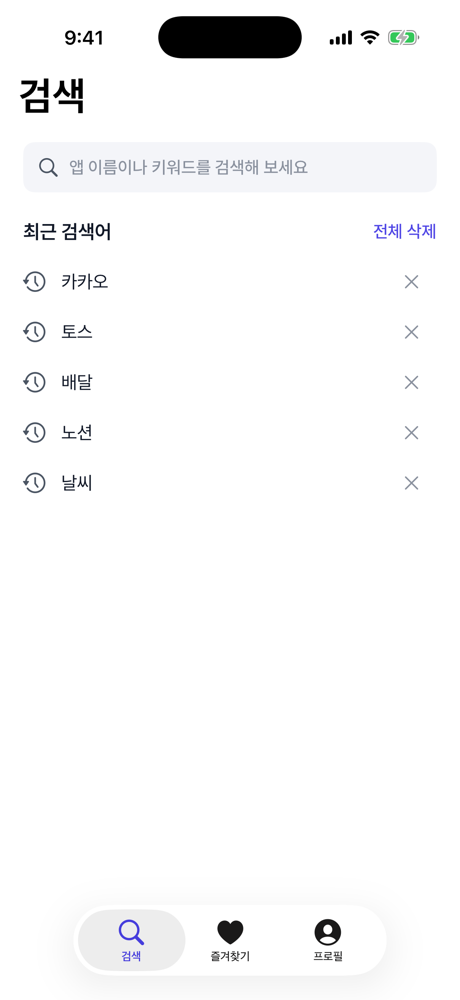 9:41
검색
앱 이름이나 키워드를 검색해 보세요
최근 검색어 전체 삭제
카카오
토스
배달
노션
날씨
검색 즐겨찾기 프로필